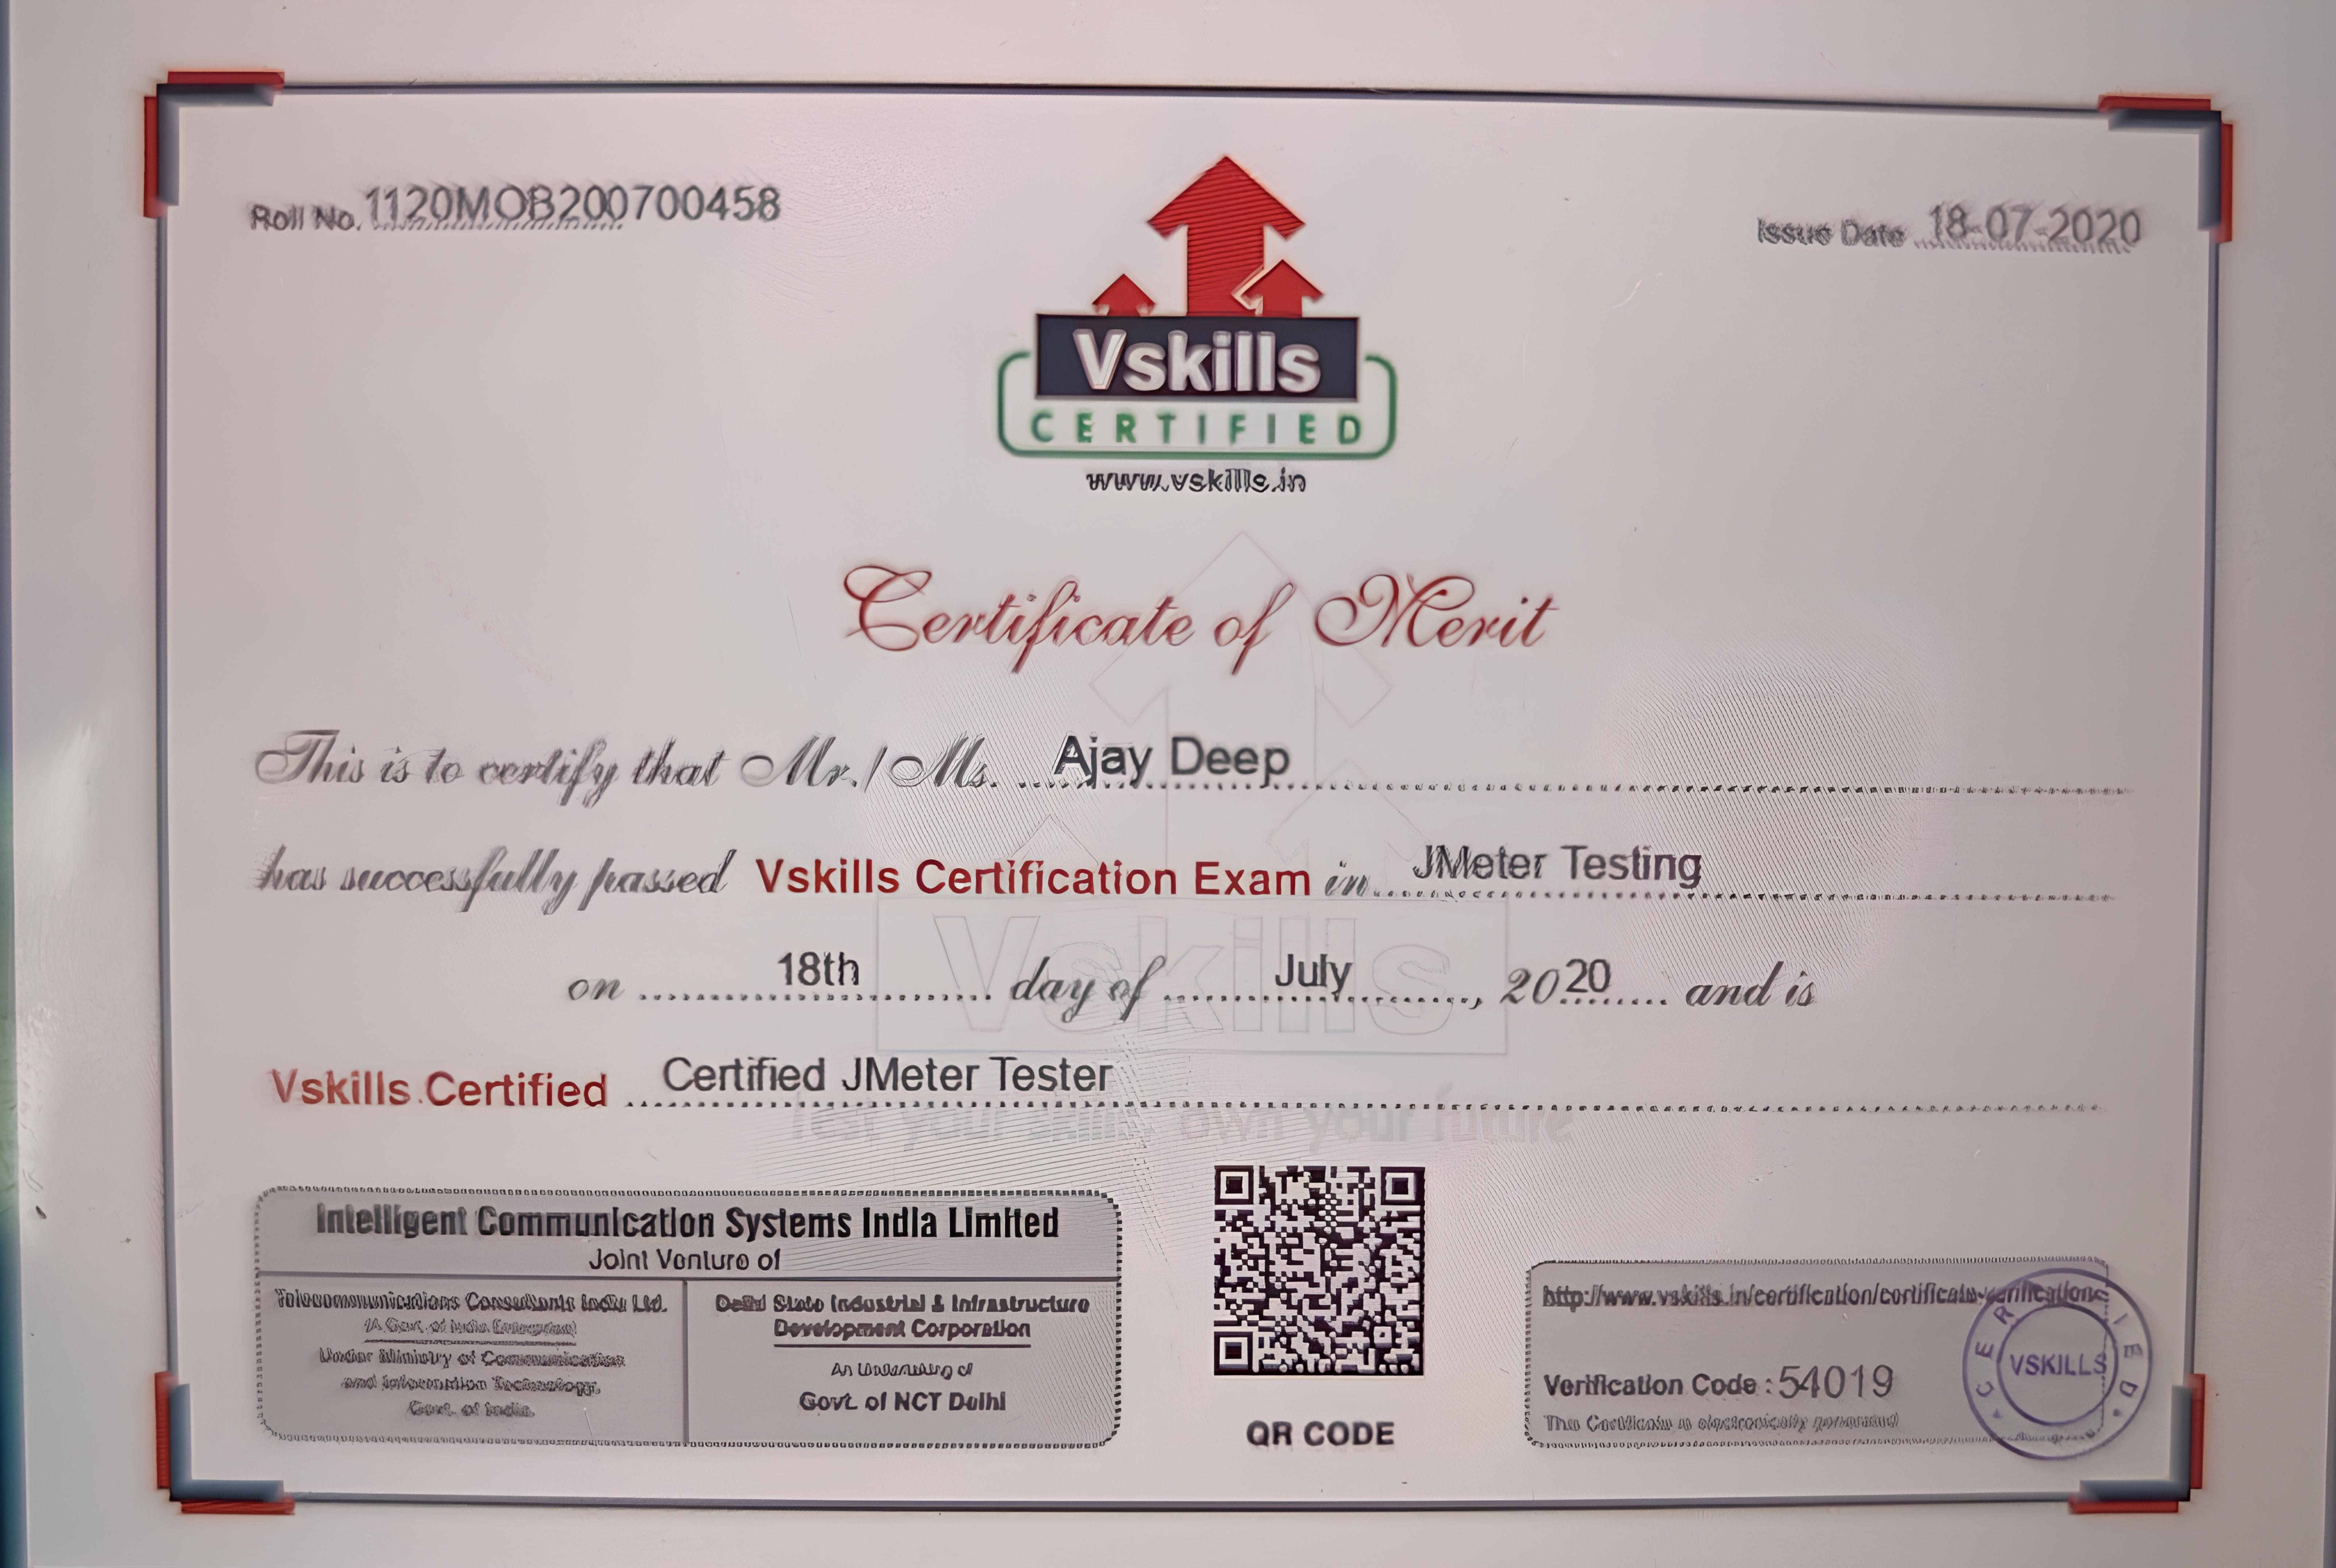 Roll No. 1120MOB200700458
Issue Date 18-07-2020
Vskills
CERTIFIED
www.vskills.in
Certificate of Merit
This is to certify that Mr./Ms. Ajay Deep
has successfully passed Vskills Certification Exam in JMeter Testing
on 18th day of July, 2020 and is
Vskills Certified Certified JMeter Tester
Vskills
Test your skills, own your future
Intelligent Communication Systems India Limited
Joint Venture of
Telecommunications Consultants India Ltd.
(A Govt. of India Enterprise)
Under Ministry of Communication
and Information Technology,
Govt. of India.
Delhi State Industrial & Infrastructure
Development Corporation
An Undertaking of
Govt. of NCT Delhi
QR CODE
http://www.vskills.in/certification/certificate-verification
Verification Code : 54019
The Certificate is electronically generated
CERTIFIED
VSKILLS